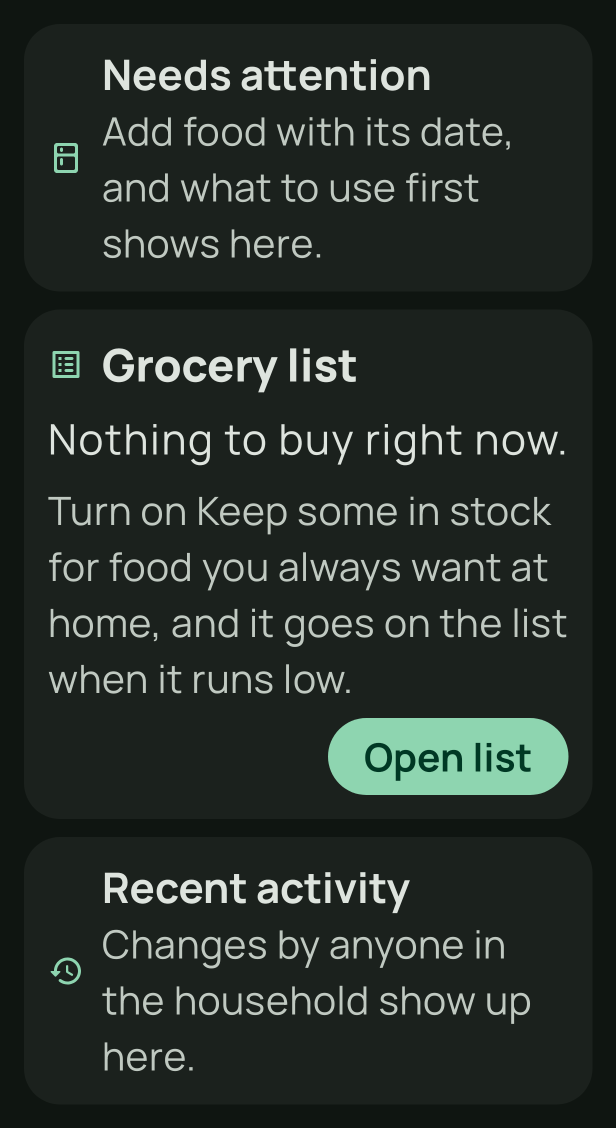 Needs attention
Add food with its date,
and what to use first
shows here.
Grocery list
Nothing to buy right now.
Turn on Keep some in stock
for food you always want at
home, and it goes on the list
when it runs low.
Open list
Recent activity
Changes by anyone in
the household show up
here.